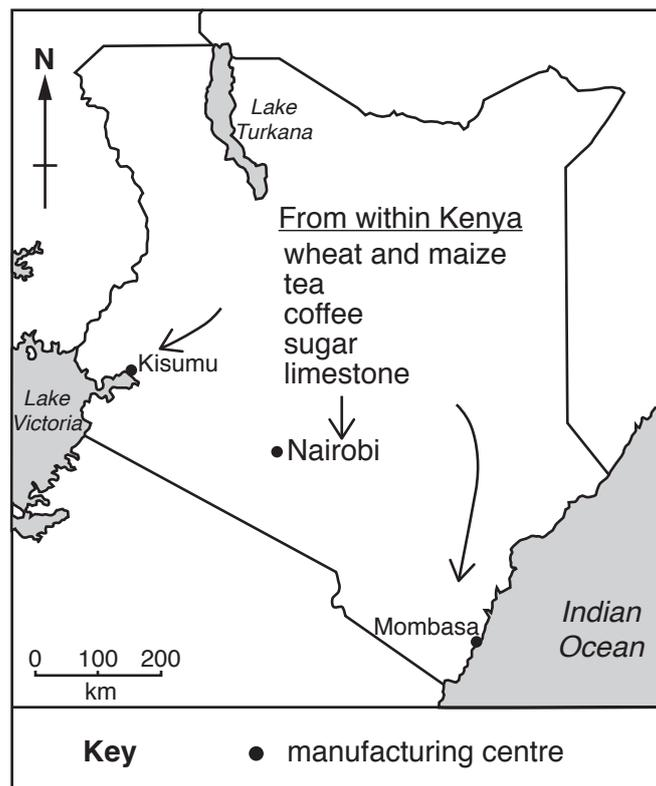 N
Lake
Turkana
From within Kenya
wheat and maize
tea
coffee
sugar
limestone
Kisumu
Lake
Victoria
Nairobi
Mombasa
Indian
Ocean
0 100 200
km
Key
manufacturing centre